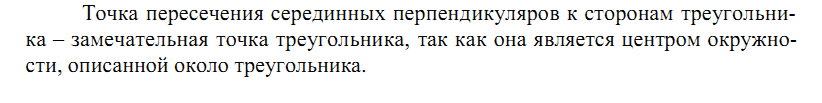 Точка пересечения серединных перпендикуляров к сторонам треугольни-
ка – замечательная точка треугольника, так как она является центром окружно-
сти, описанной около треугольника.